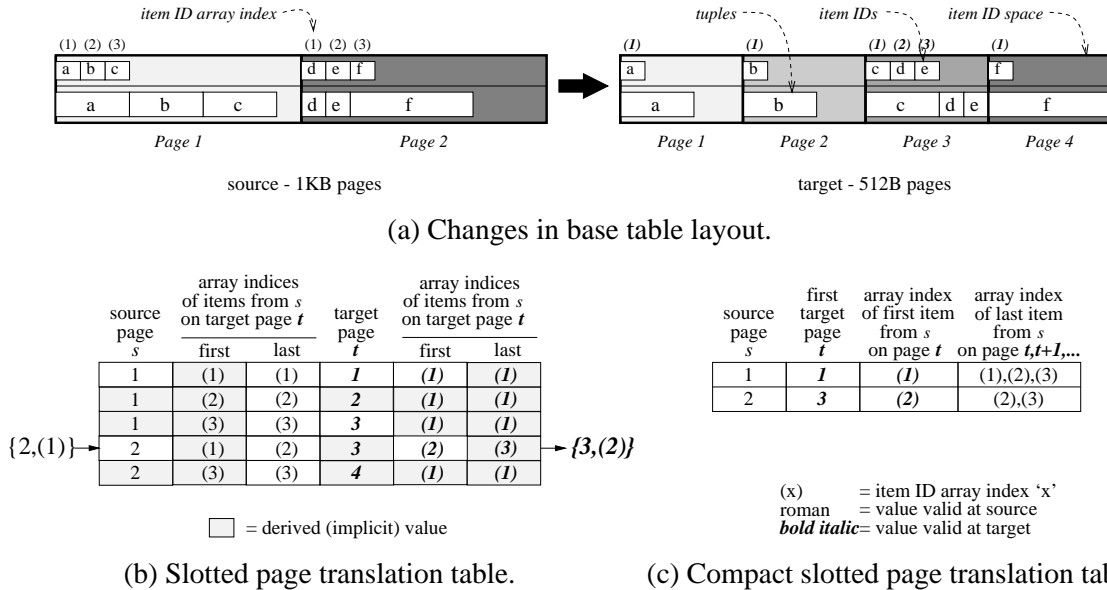 item ID array index
tuples
item IDs
item ID space
(1) (2) (3) (1) (2) (3)
(1) (1) (1) (2) (3) (1)
a b c d e f
a b c d e f
a b c d e f
a b c d e f
Page 1 Page 2
Page 1 Page 2 Page 3 Page 4
source - 1KB pages
target - 512B pages
(a) Changes in base table layout.
source page s
array indices of items from s on target page t
target page t
array indices of items from s on target page t
first last first last
1 (1) (1) 1 (1) (1)
1 (2) (2) 2 (1) (1)
1 (3) (3) 3 (1) (1)
{2,(1)} 2 (1) (2) 3 (2) (3) {3,(2)}
2 (3) (3) 4 (1) (1)
= derived (implicit) value
(b) Slotted page translation table.
source page s
first target page t
array index of first item from s on page t
array index of last item from s on page t,t+1,...
1 1 (1) (1),(2),(3)
2 3 (2) (2),(3)
(x) = item ID array index ‘x’
roman = value valid at source
bold italic= value valid at target
(c) Compact slotted page translation tab